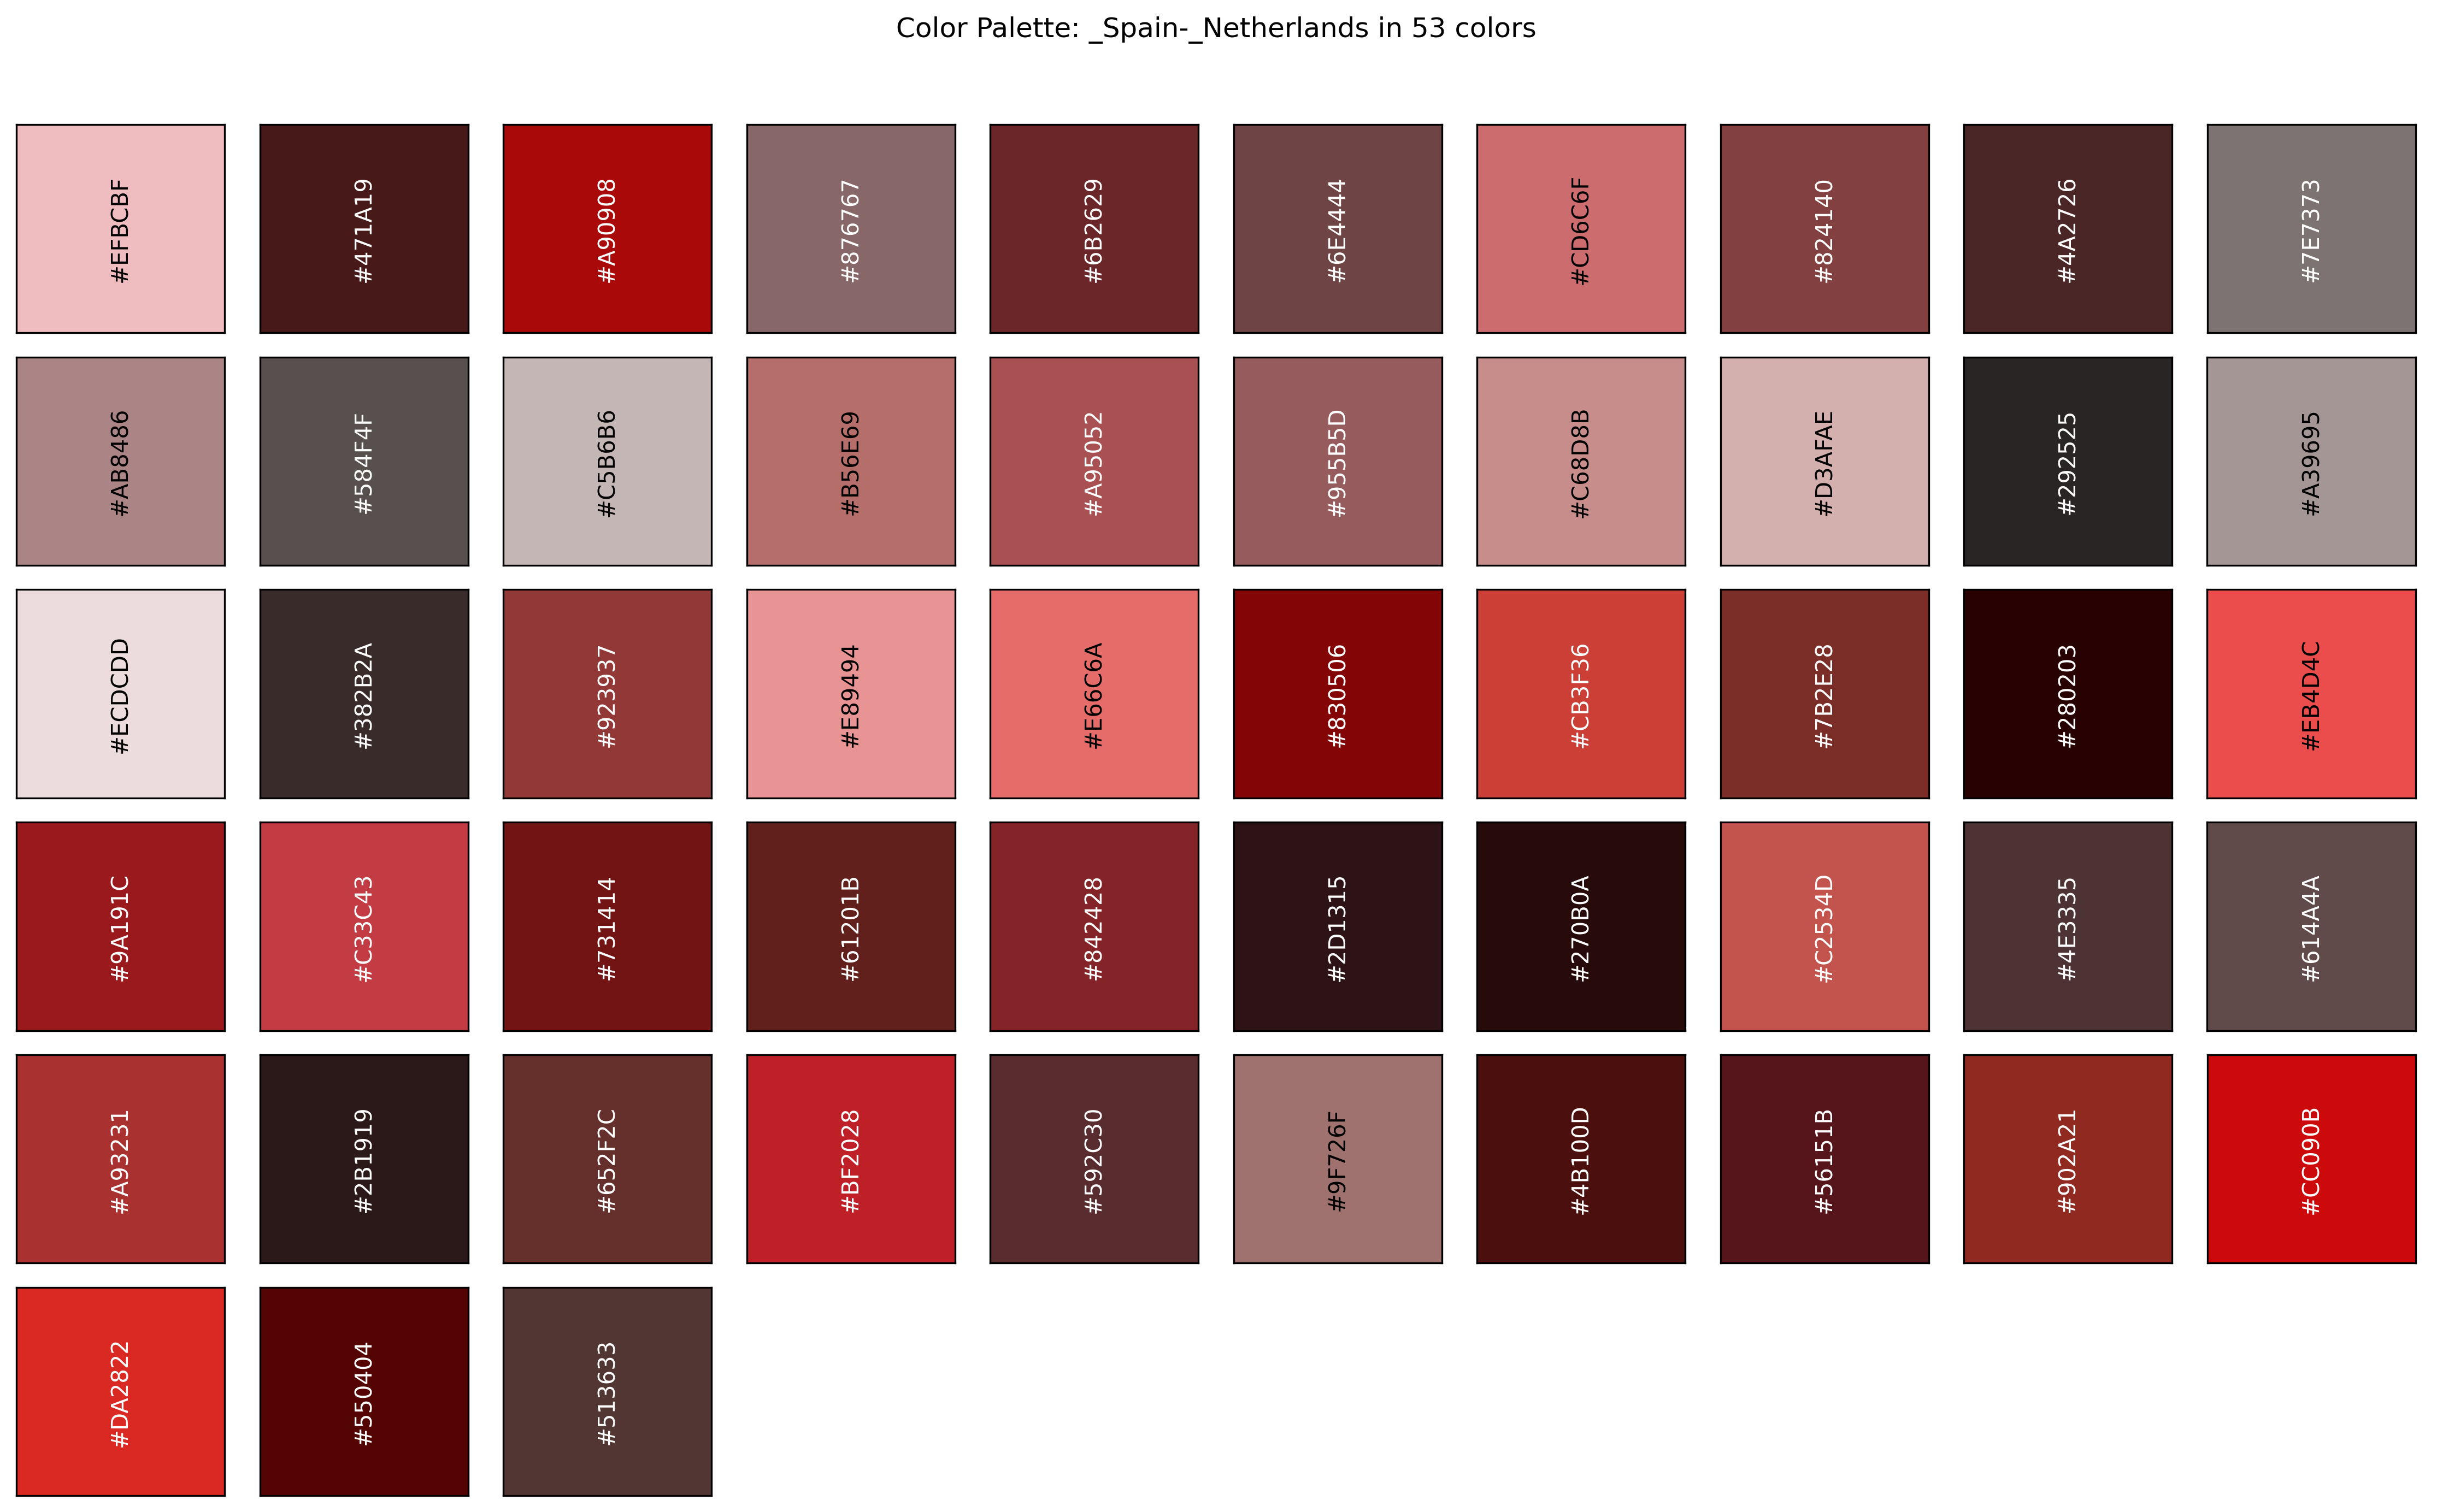 Color Palette: _Spain-_Netherlands in 53 colors
#EFBCBF
#471A19
#A90908
#876767
#6B2629
#6E4444
#CD6C6F
#824140
#4A2726
#7E7373
#AB8486
#584F4F
#C5B6B6
#B56E69
#A95052
#955B5D
#C68D8B
#D3AFAE
#292525
#A39695
#ECDCDD
#382B2A
#923937
#E89494
#E66C6A
#830506
#CB3F36
#7B2E28
#280203
#EB4D4C
#9A191C
#C33C43
#731414
#61201B
#842428
#2D1315
#270B0A
#C2534D
#4E3335
#614A4A
#A93231
#2B1919
#652F2C
#BF2028
#592C30
#9F726F
#4B100D
#56151B
#902A21
#CC090B
#DA2822
#550404
#513633